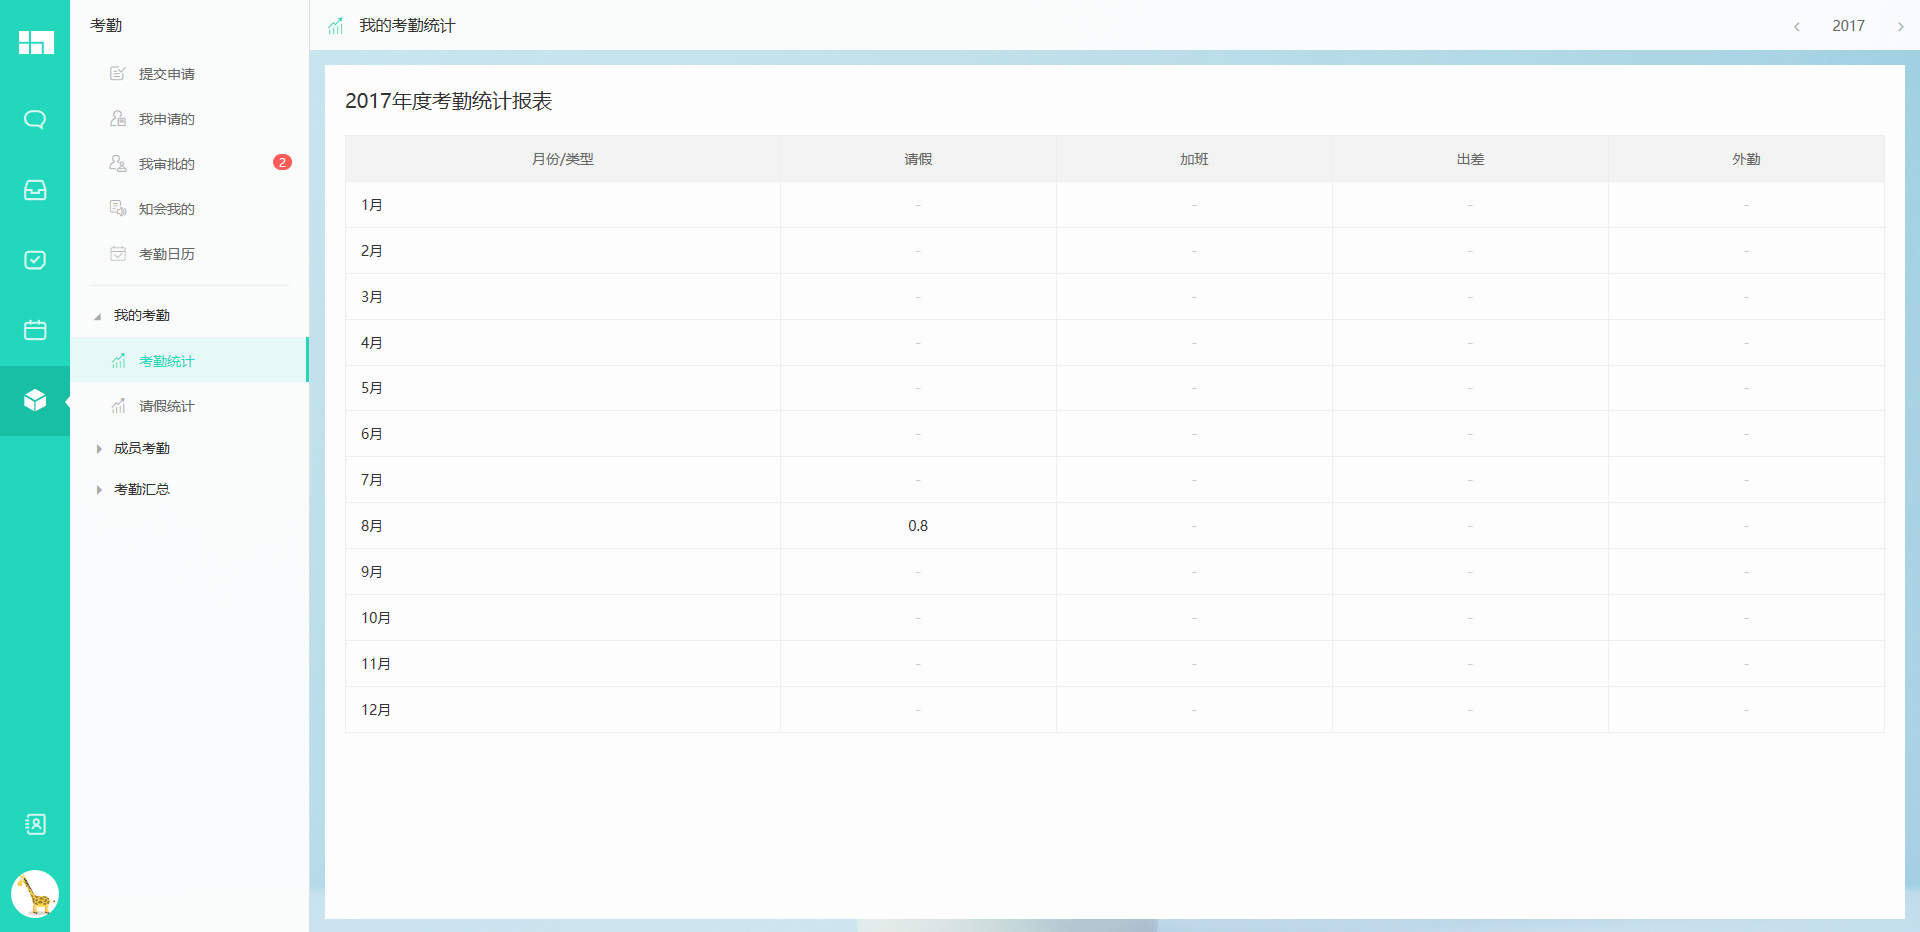 考勤
提交申请
我申请的
我审批的 2
知会我的
考勤日历
我的考勤
考勤统计
请假统计
成员考勤
考勤汇总
我的考勤统计
2017
2017年度考勤统计报表
月份/类型 请假 加班 出差 外勤
1月 - - - -
2月 - - - -
3月 - - - -
4月 - - - -
5月 - - - -
6月 - - - -
7月 - - - -
8月 0.8 - - -
9月 - - - -
10月 - - - -
11月 - - - -
12月 - - - -